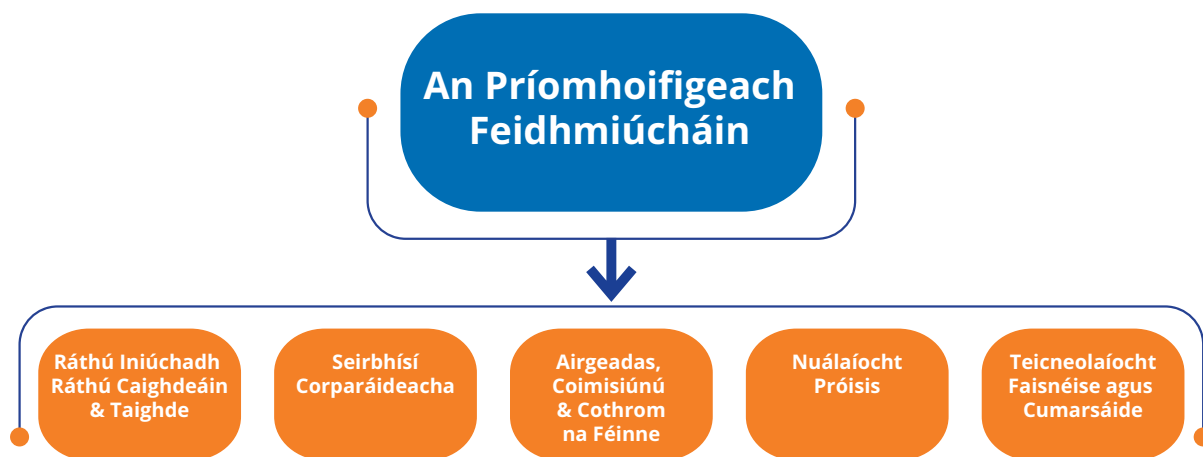 An Príomhoifigeach
Feidhmiúcháin
Ráthú Iniúchadh
Ráthú Caighdeáin
& Taighde
Seirbhísí
Corparáideacha
Airgeadas,
Coimisiúnú
& Cothrom
na Féinne
Nuálaíocht
Próisis
Teicneolaíocht
Faisnéise agus
Cumarsáide